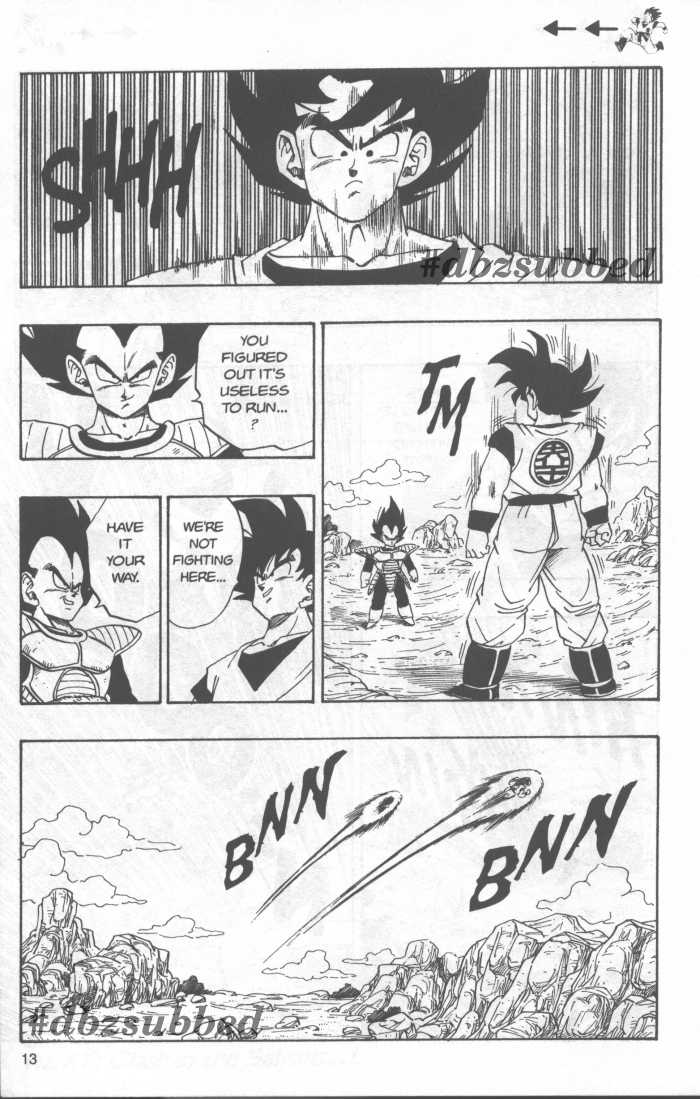 SHHH
#dbzsubbed
TM
YOU
FIGURED
OUT IT'S
USELESS
TO RUN...
?
WE'RE
NOT
FIGHTING
HERE...
HAVE
IT
YOUR
WAY.
BNN
BNN
#dbzsubbed
13